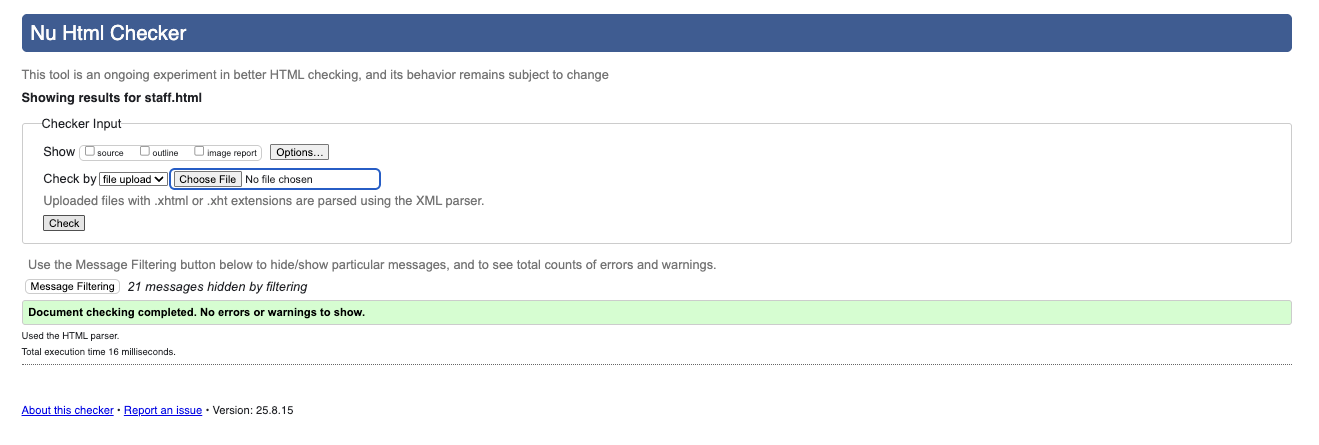 Nu Html Checker
This tool is an ongoing experiment in better HTML checking, and its behavior remains subject to change
Showing results for staff.html
Checker Input
Show source outline image report Options...
Check by file upload Choose File No file chosen
Uploaded files with .xhtml or .xht extensions are parsed using the XML parser.
Check
Use the Message Filtering button below to hide/show particular messages, and to see total counts of errors and warnings.
Message Filtering 21 messages hidden by filtering
Document checking completed. No errors or warnings to show.
Used the HTML parser.
Total execution time 16 milliseconds.
About this checker • Report an issue • Version: 25.8.15